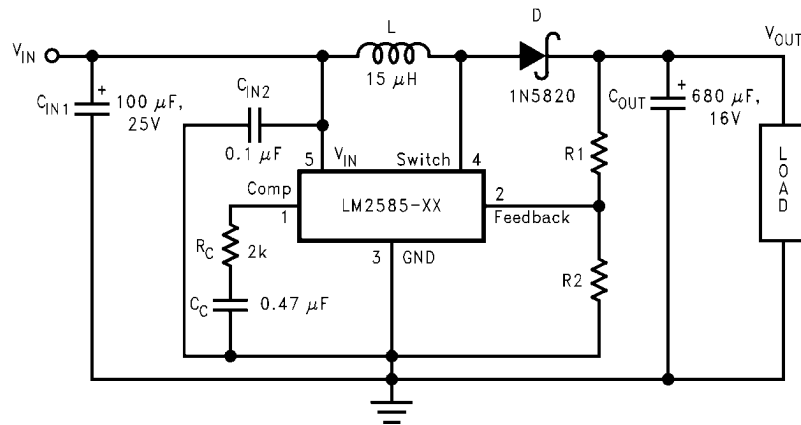 L
D
V_IN
V_OUT
15 μH
1N5820
C_IN1
+
100 μF,
25V
C_IN2
0.1 μF
C_OUT
+
680 μF,
16V
R1
LOAD
5
V_IN
Switch
4
Comp
1
LM2585-XX
2
Feedback
R_C
2k
3
GND
R2
C_C
0.47 μF